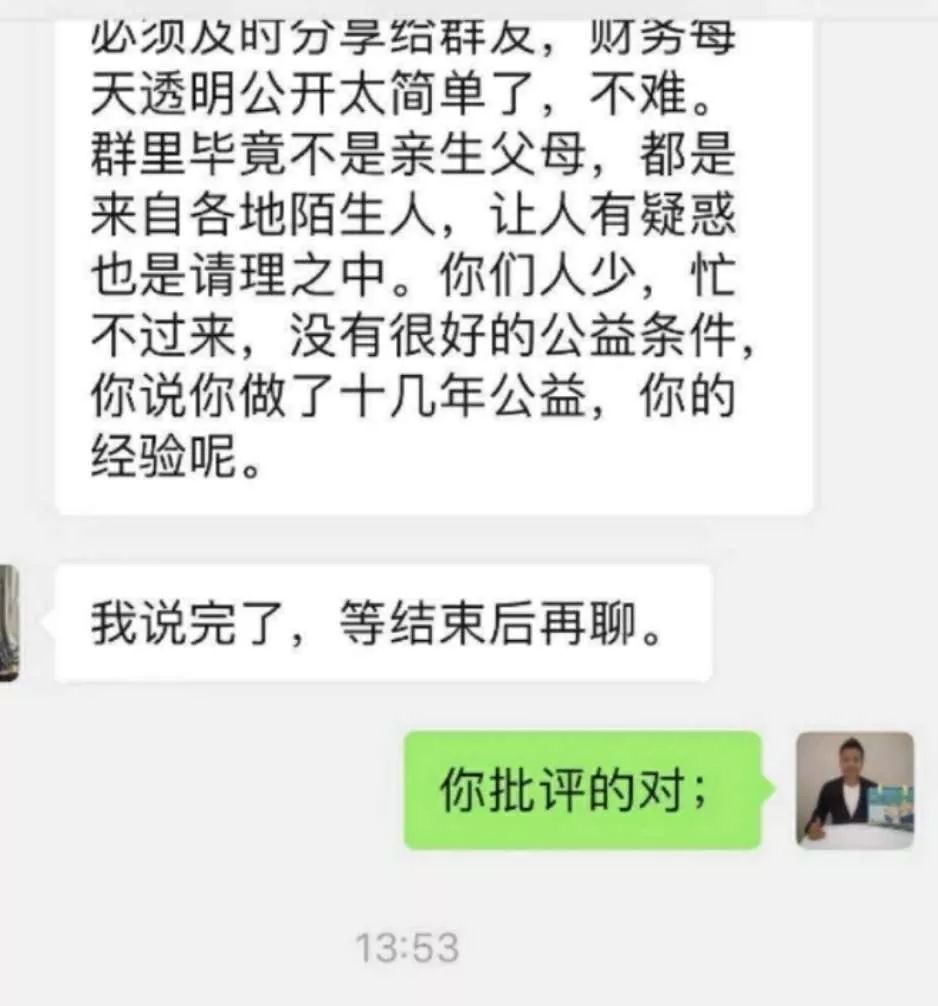 必须及时分享给群友，财务每
天透明公开太简单了，不难。
群里毕竟不是亲生父母，都是
来自各地陌生人，让人有疑惑
也是请理之中。你们人少，忙
不过来，没有很好的公益条件，
你说你做了十几年公益，你的
经验呢。
我说完了，等结束后再聊。
你批评的对；
13:53